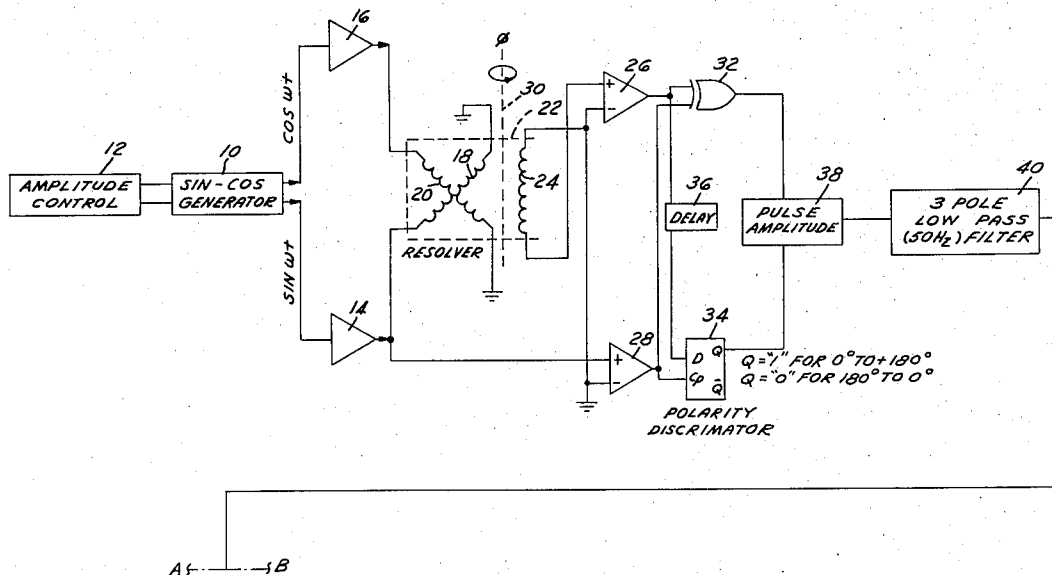 16
COS ωt
12
AMPLITUDE
CONTROL
10
SIN-COS
GENERATOR
SIN ωt
14
ø
30
22
18
20
24
RESOLVER
26
+
-
32
36
DELAY
28
+
-
34
D Q
Cp Q̅
Q = "1" FOR 0° TO +180°
Q = "0" FOR 180° TO 0°
POLARITY
DISCRIMATOR
38
PULSE
AMPLITUDE
40
3 POLE
LOW PASS
(50HZ) FILTER
A
B